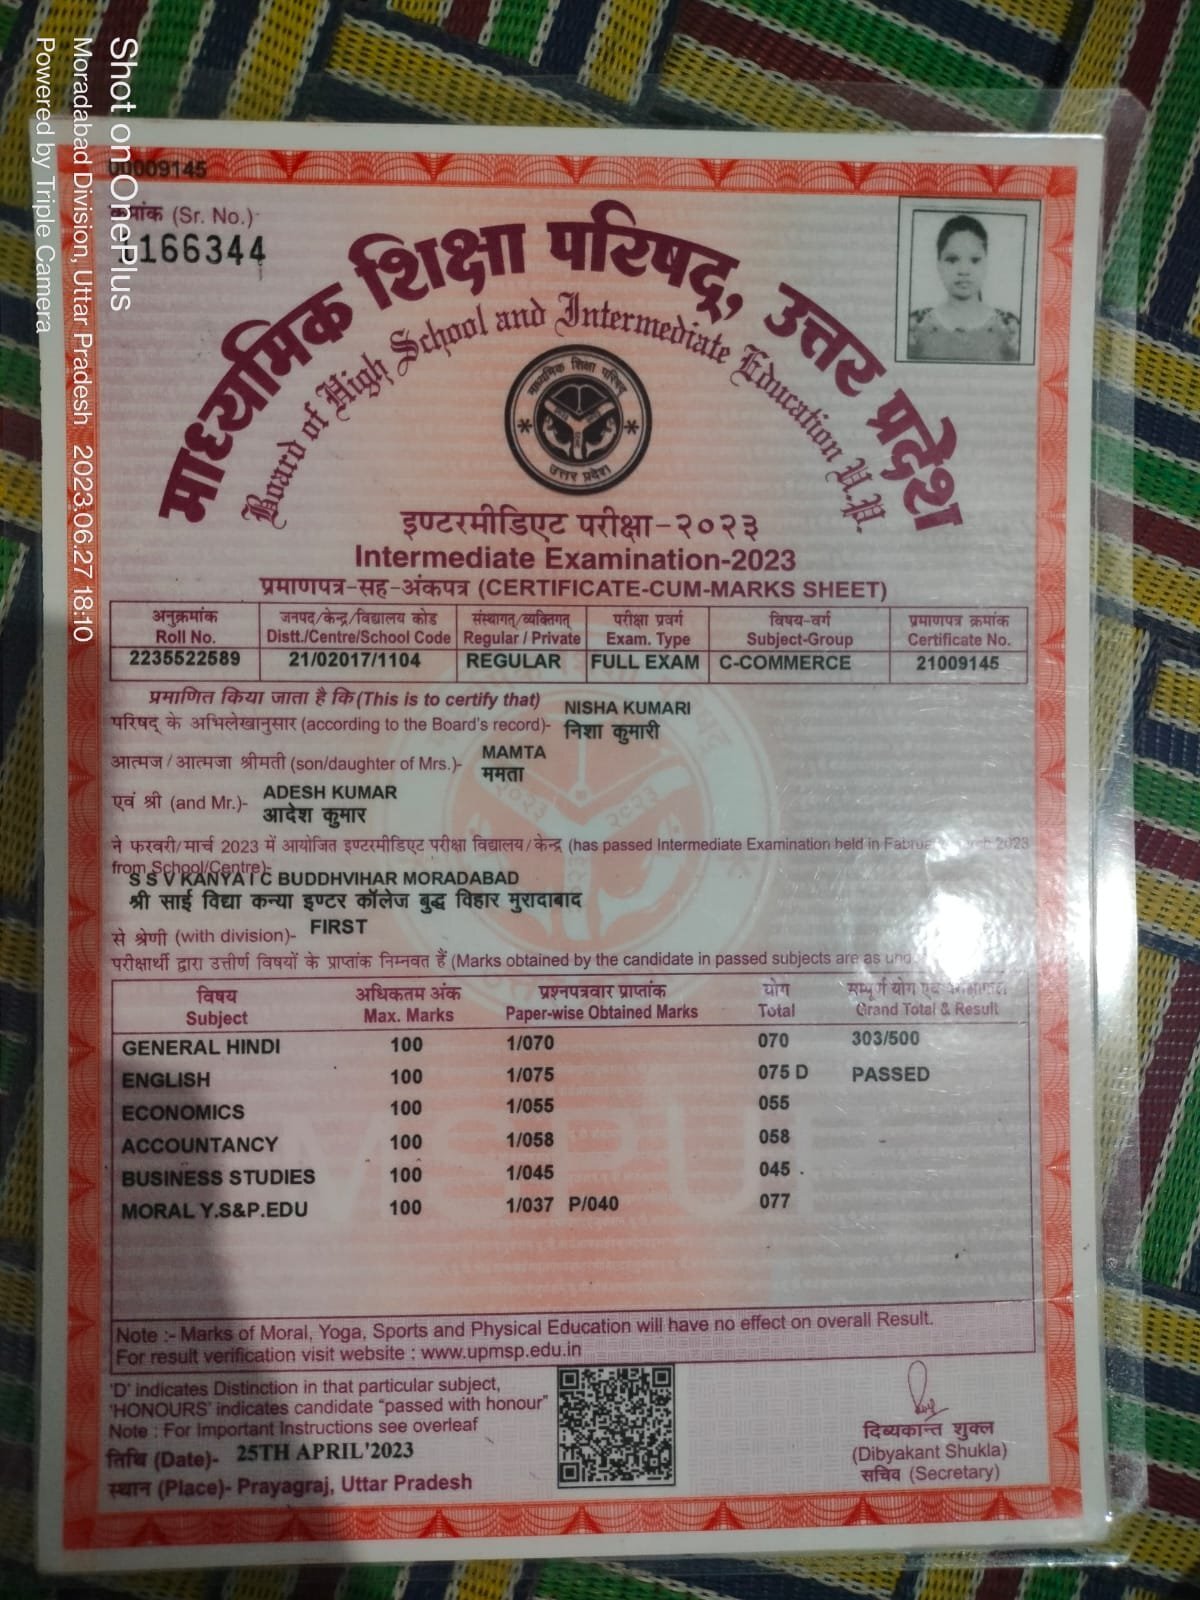 Shot on OnePlus
Moradabad Division, Uttar Pradesh 2023.06.27 18:10
Powered by Triple Camera
00009145
क्रमांक (Sr. No.)-
166344
माध्यमिक शिक्षा परिषद्, उत्तर प्रदेश
Board of High School and Intermediate Education U.P.
माध्यमिक शिक्षा परिषद्
उत्तर प्रदेश
इण्टरमीडिएट परीक्षा-२०२३
Intermediate Examination-2023
प्रमाणपत्र-सह-अंकपत्र (CERTIFICATE-CUM-MARKS SHEET)
अनुक्रमांक जनपद/केन्द्र/विद्यालय कोड संस्थागत्/व्यक्तिगत् परीक्षा प्रवर्ग विषय-वर्ग प्रमाणपत्र क्रमांक
Roll No. Distt./Centre/School Code Regular / Private Exam. Type Subject-Group Certificate No.
2235522589 21/02017/1104 REGULAR FULL EXAM C-COMMERCE 21009145
प्रमाणित किया जाता है कि (This is to certify that) NISHA KUMARI
परिषद् के अभिलेखानुसार (according to the Board's record)- निशा कुमारी
MAMTA
आत्मज/आत्मजा श्रीमती (son/daughter of Mrs.)- ममता
ADESH KUMAR
एवं श्री (and Mr.)- आदेश कुमार
ने फरवरी/मार्च 2023 में आयोजित इण्टरमीडिएट परीक्षा विद्यालय/केन्द्र (has passed Intermediate Examination held in 2023
from School/Centre)-
S S V KANYA I C BUDDHVIHAR MORADABAD
श्री साई विद्या कन्या इण्टर कॉलेज बुद्ध विहार मुरादाबाद
से श्रेणी (with division)- FIRST
परीक्षार्थी द्वारा उत्तीर्ण विषयों के प्राप्तांक निम्नवत हैं (Marks obtained by the candidate in passed subjects are as
विषय अधिकतम अंक प्रश्नपत्रवार प्राप्तांक योग सम्पूर्ण योग
Subject Max. Marks Paper-wise Obtained Marks Total Grand Total & Result
GENERAL HINDI 100 1/070 070 303/500
ENGLISH 100 1/075 075 D PASSED
ECONOMICS 100 1/055 055
ACCOUNTANCY 100 1/058 058
BUSINESS STUDIES 100 1/045 045
MORAL Y.S&P.EDU 100 1/037 P/040 077
Note :- Marks of Moral, Yoga, Sports and Physical Education will have no effect on overall Result.
For result verification visit website : www.upmsp.edu.in
'D' indicates Distinction in that particular subject,
'HONOURS' indicates candidate "passed with honour"
Note : For Important Instructions see overleaf
तिथि (Date)- 25TH APRIL'2023
स्थान (Place)- Prayagraj, Uttar Pradesh
दिब्यकान्त शुक्ल
(Dibyakant Shukla)
सचिव (Secretary)